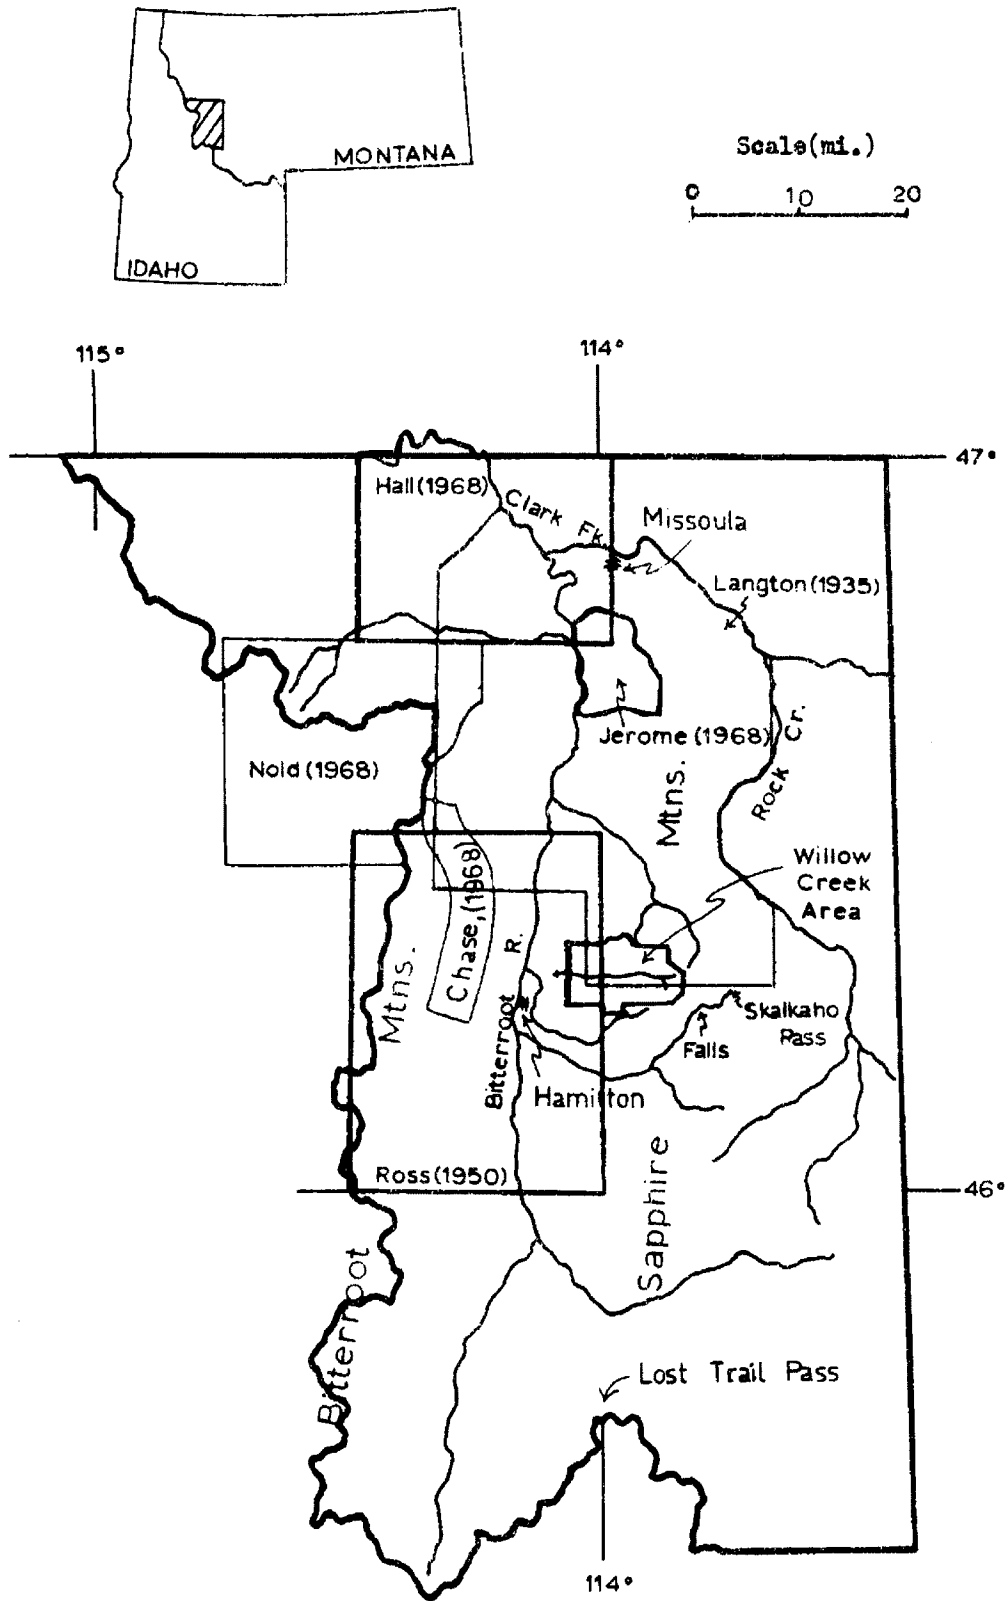 MONTANA
IDAHO
Scale(mi.)
0 10 20
115°
114°
47°
Hall(1968)
Clark Fk.
Missoula
Langton(1935)
Jerome(1968)
Nold(1968)
Rock Cr.
Mtns.
Willow
Creek
Area
Chase,(1968)
Mtns.
Bitterroot R.
Skalkaho
Pass
Falls
Hamilton
Ross(1950)
46°
Sapphire
Bitterroot
Lost Trail Pass
114°